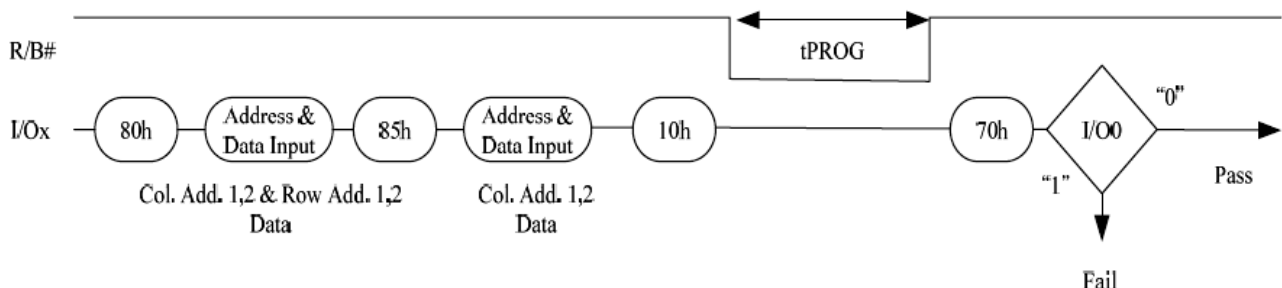 R/B#
tPROG
I/Ox
80h
Address &
Data Input
85h
Address &
Data Input
10h
70h
I/O0
“0”
“1”
Pass
Col. Add. 1,2 & Row Add. 1,2
Data
Col. Add. 1,2
Data
Fail